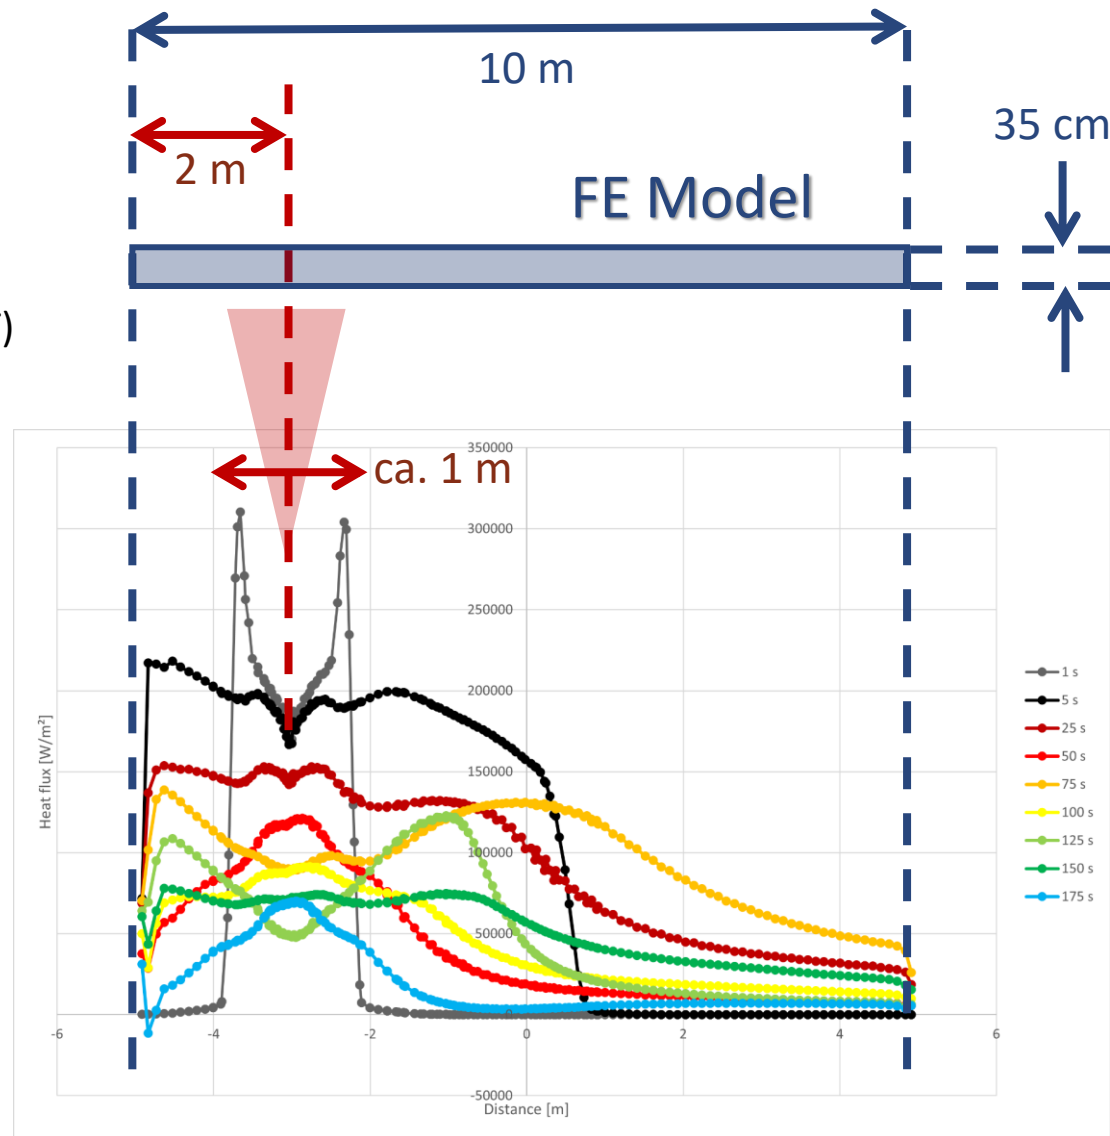 10 m
2 m
35 cm
FE Model
)
ca. 1 m
350000
300000
250000
200000
150000
100000
50000
0
-50000
-6
-4
-2
0
2
4
6
Heat flux [W/m²]
Distance [m]
1 s
5 s
25 s
50 s
75 s
100 s
125 s
150 s
175 s